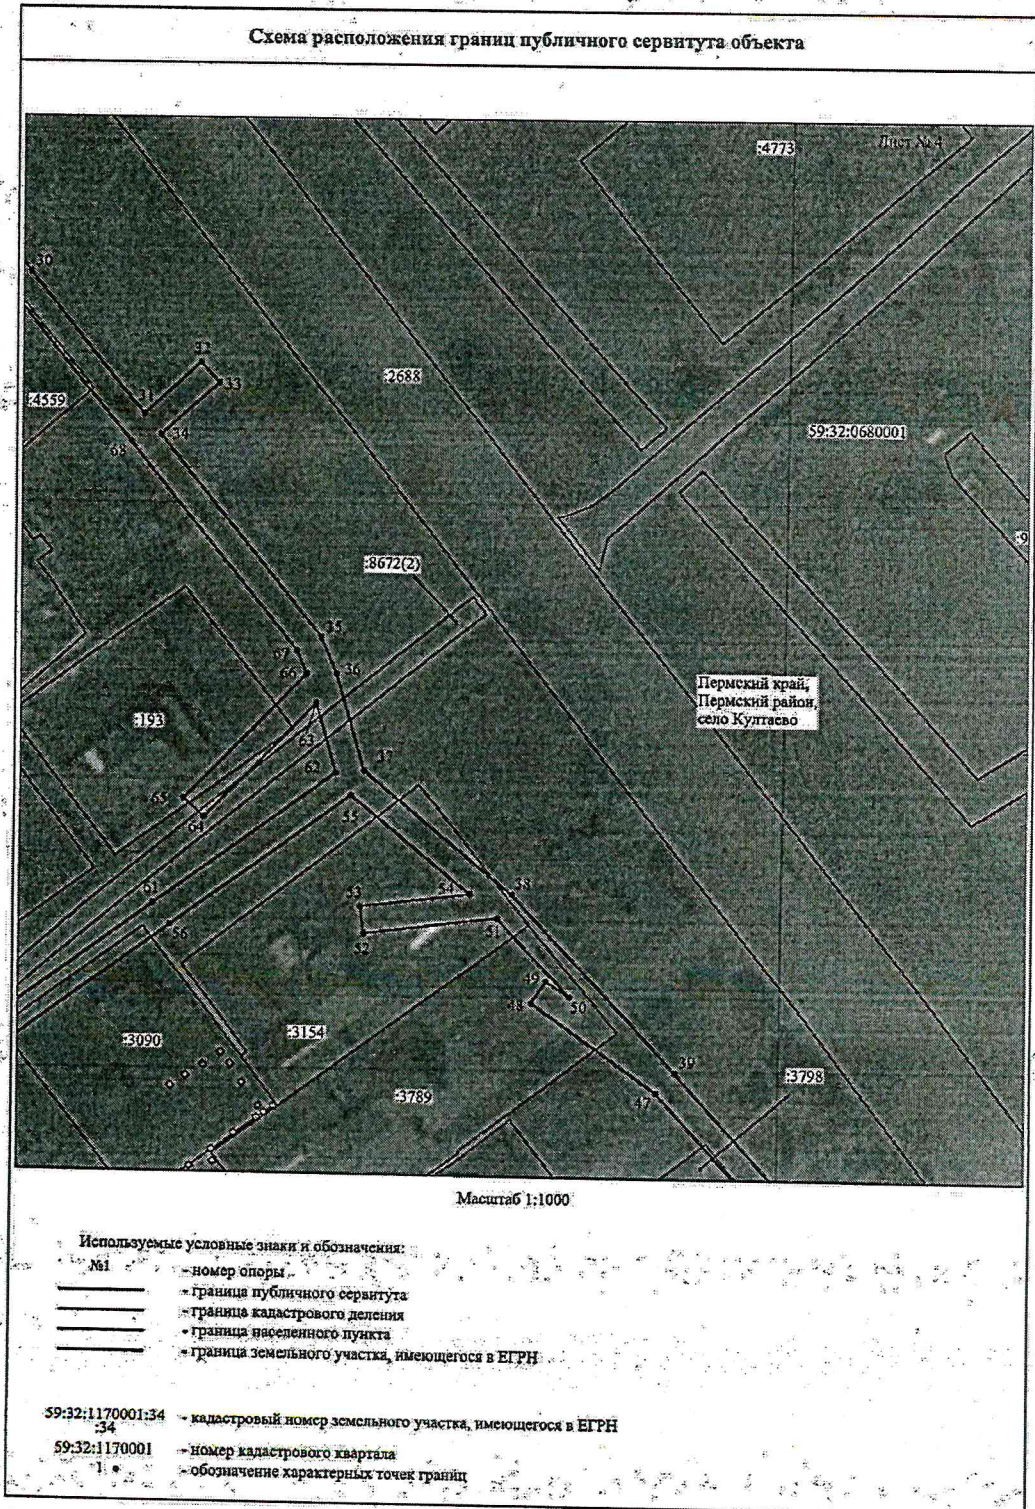 Схема расположения границ публичного сервитута объекта
Лист №4
:4773
30
32
33
31
34
:4559
68
:2688
59:32:0680001
:9
:8672(2)
35
67
66
36
Пермский край,
Пермский район,
село Култаево
:193
63
62
37
65
64
55
61
53
54
38
56
52
51
49
48
50
:3090
:3154
39
:3798
:3789
47
Масштаб 1:1000
Используемые условные знаки и обозначения:
№1 - номер опоры
- граница публичного сервитута
- граница кадастрового деления
- граница населенного пункта
- граница земельного участка, имеющегося в ЕГРН
59:32:1170001:34
:34 - кадастровый номер земельного участка, имеющегося в ЕГРН
59:32:1170001 - номер кадастрового квартала
1 - обозначение характерных точек границ